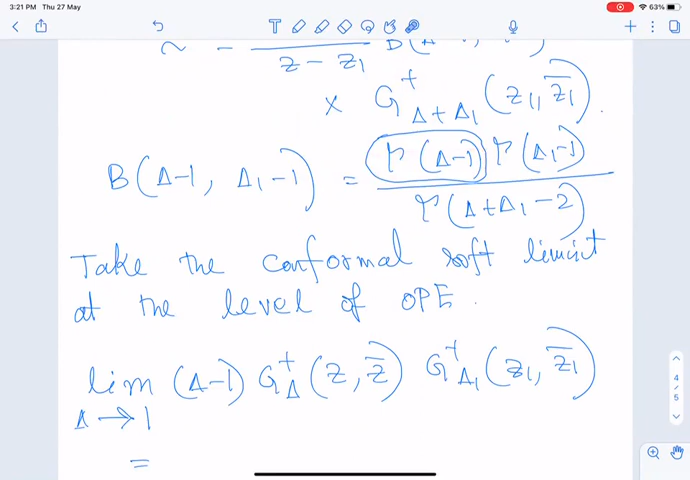 3:21 PM Thu 27 May
63%
~ - ――― B(Δ
z - z₁
× G⁺_{Δ+Δ₁}(z₁, z̄₁).
B(Δ-1, Δ₁-1) = Γ(Δ-1) Γ(Δ₁-1)
Γ(Δ+Δ₁-2)
Take the conformal soft limit
at the level of OPE.
lim (Δ-1) G⁺_Δ(z, z̄) G⁺_{Δ₁}(z₁, z̄₁)
Δ → 1
=
4/5